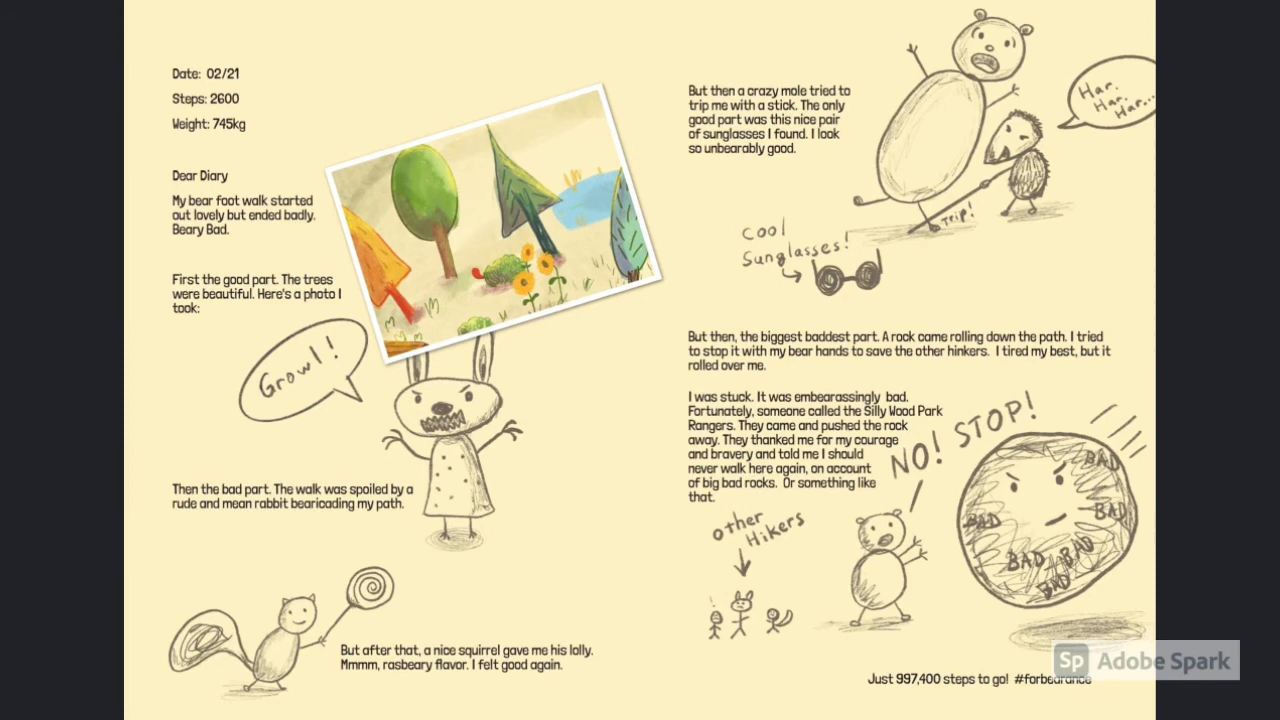 Date: 02/21
Steps: 2600
Weight: 745kg
Dear Diary
My bear foot walk started
out lovely but ended badly.
Beary Bad.
First the good part. The trees
were beautiful. Here's a photo I
took:
Growl!
Then the bad part. The walk was spoiled by a
rude and mean rabbit bearicading my path.
But after that, a nice squirrel gave me his lolly.
Mmmm, rasbeary flavor. I felt good again.
But then a crazy mole tried to
trip me with a stick. The only
good part was this nice pair
of sunglasses I found. I look
so unbearably good.
Har.
Har.
Har...
Trip!
Cool
Sunglasses!
But then, the biggest baddest part. A rock came rolling down the path. I tried
to stop it with my bear hands to save the other hinkers. I tired my best, but it
rolled over me.
I was stuck. It was embearassingly bad.
Fortunately, someone called the Silly Wood Park
Rangers. They came and pushed the rock
away. They thanked me for my courage
and bravery and told me I should
never walk here again, on account
of big bad rocks. Or something like
that.
NO! STOP!
BAD
BAD
BAD
BAD
BAD
BAD
other
Hikers
Just 997,400 steps to go! #forbearance
Sp Adobe Spark